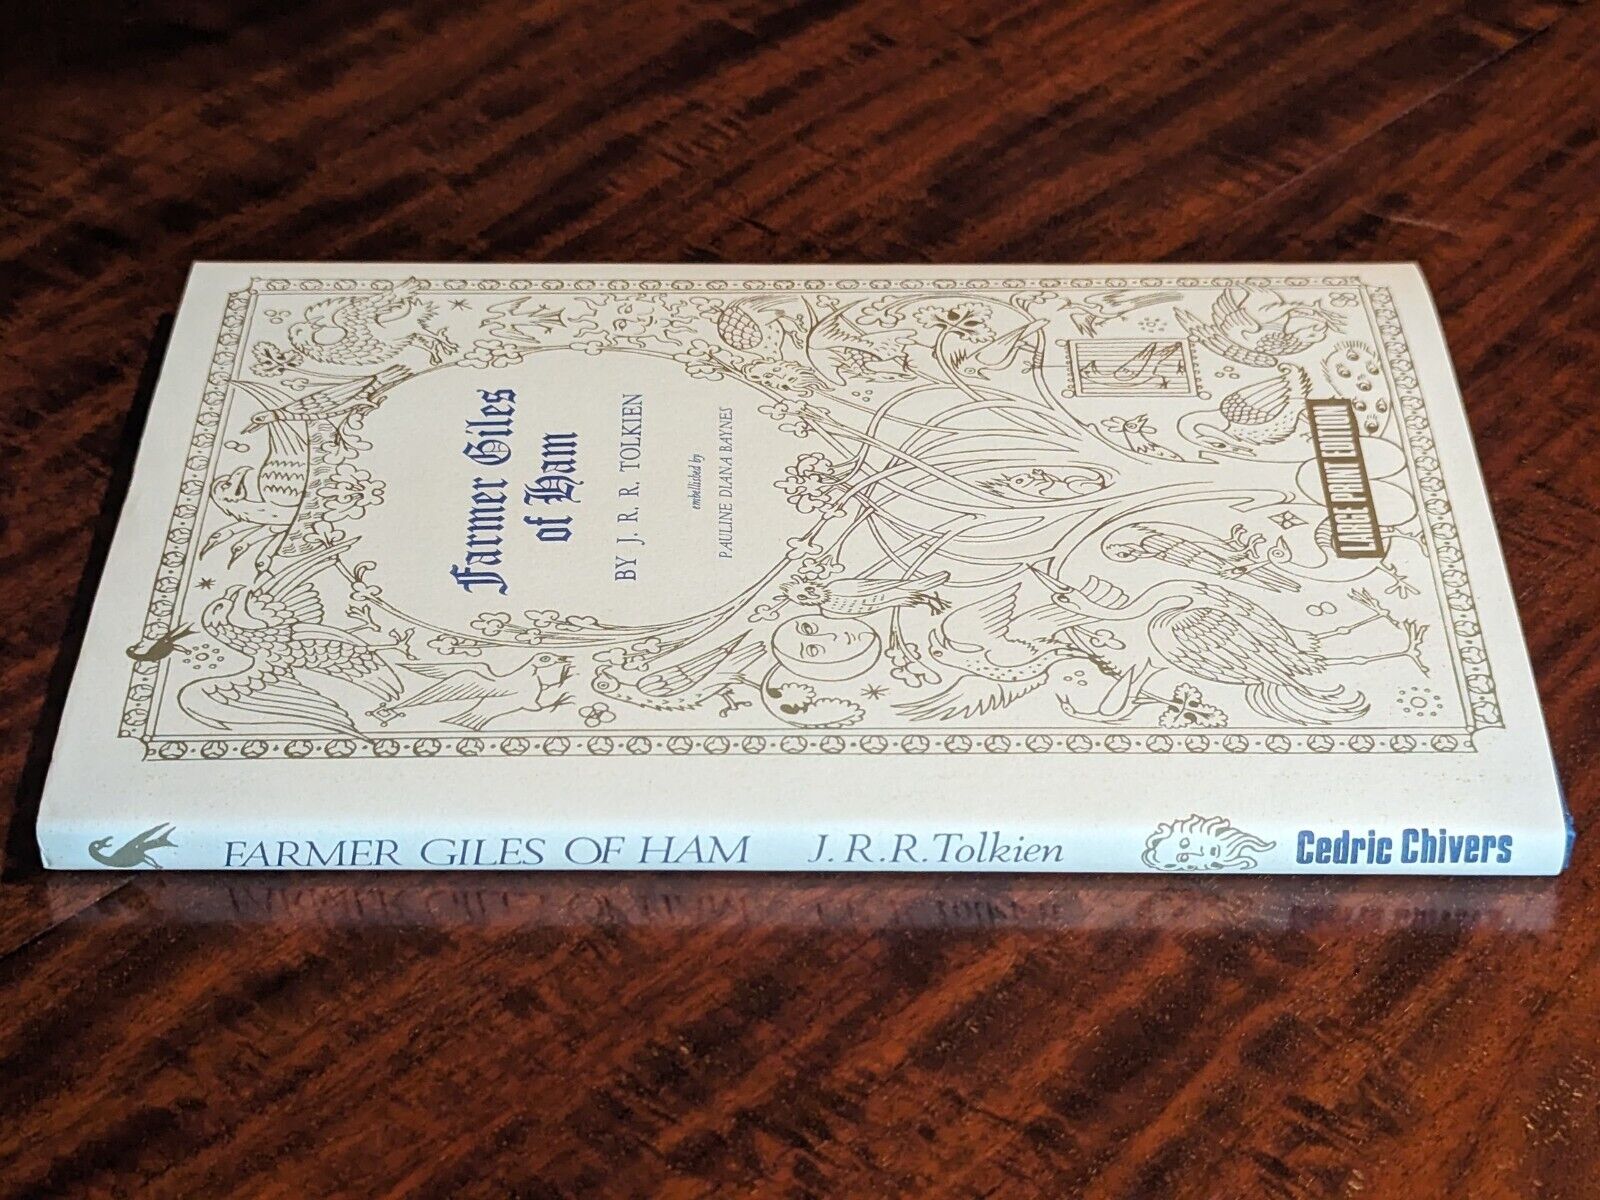 Farmer Giles
of Ham
BY J. R. R. TOLKIEN
embellished by
PAULINE DIANA BAYNES
LARGE PRINT EDITION
FARMER GILES OF HAM J.R.R.Tolkien Cedric Chivers